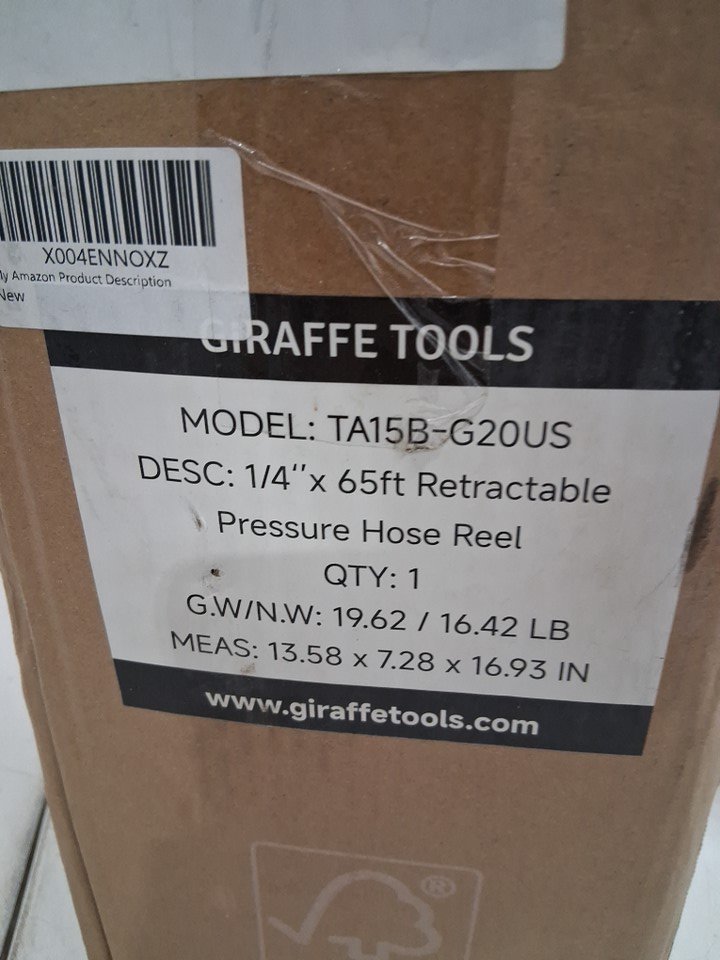 X004ENNOXZ
y Amazon Product Description
New
GIRAFFE TOOLS
MODEL: TA15B-G20US
DESC: 1/4''x 65ft Retractable
Pressure Hose Reel
QTY: 1
G.W/N.W: 19.62 / 16.42 LB
MEAS: 13.58 x 7.28 x 16.93 IN
www.giraffetools.com
®